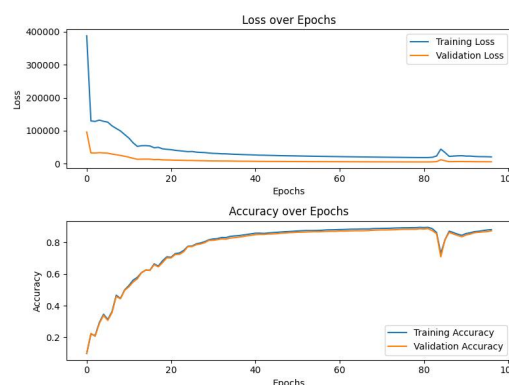 Loss over Epochs
400000
300000
200000
100000
0
Loss
Training Loss
Validation Loss
0 20 40 60 80 100
Epochs
Accuracy over Epochs
0.8
0.6
0.4
0.2
Accuracy
Training Accuracy
Validation Accuracy
0 20 40 60 80
Epochs